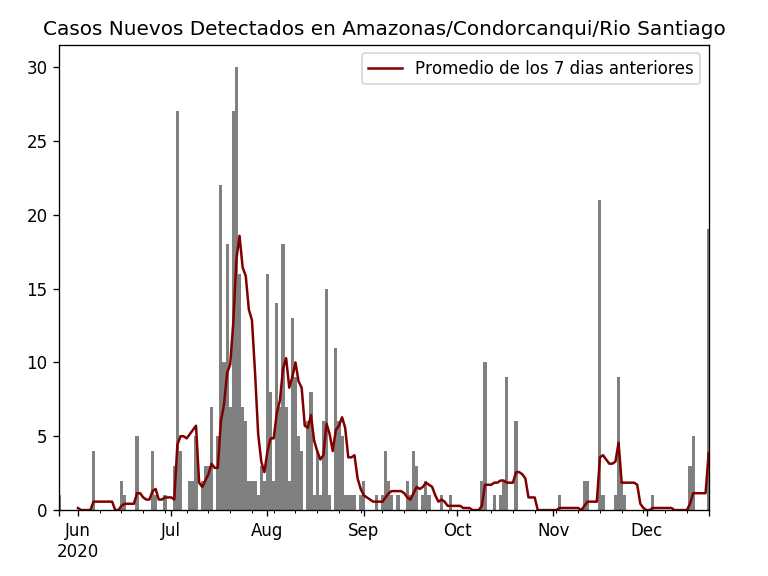 Casos Nuevos Detectados en Amazonas/Condorcanqui/Rio Santiago
Promedio de los 7 dias anteriores
30
25
20
15
10
5
0
Jun Jul Aug Sep Oct Nov Dec
2020